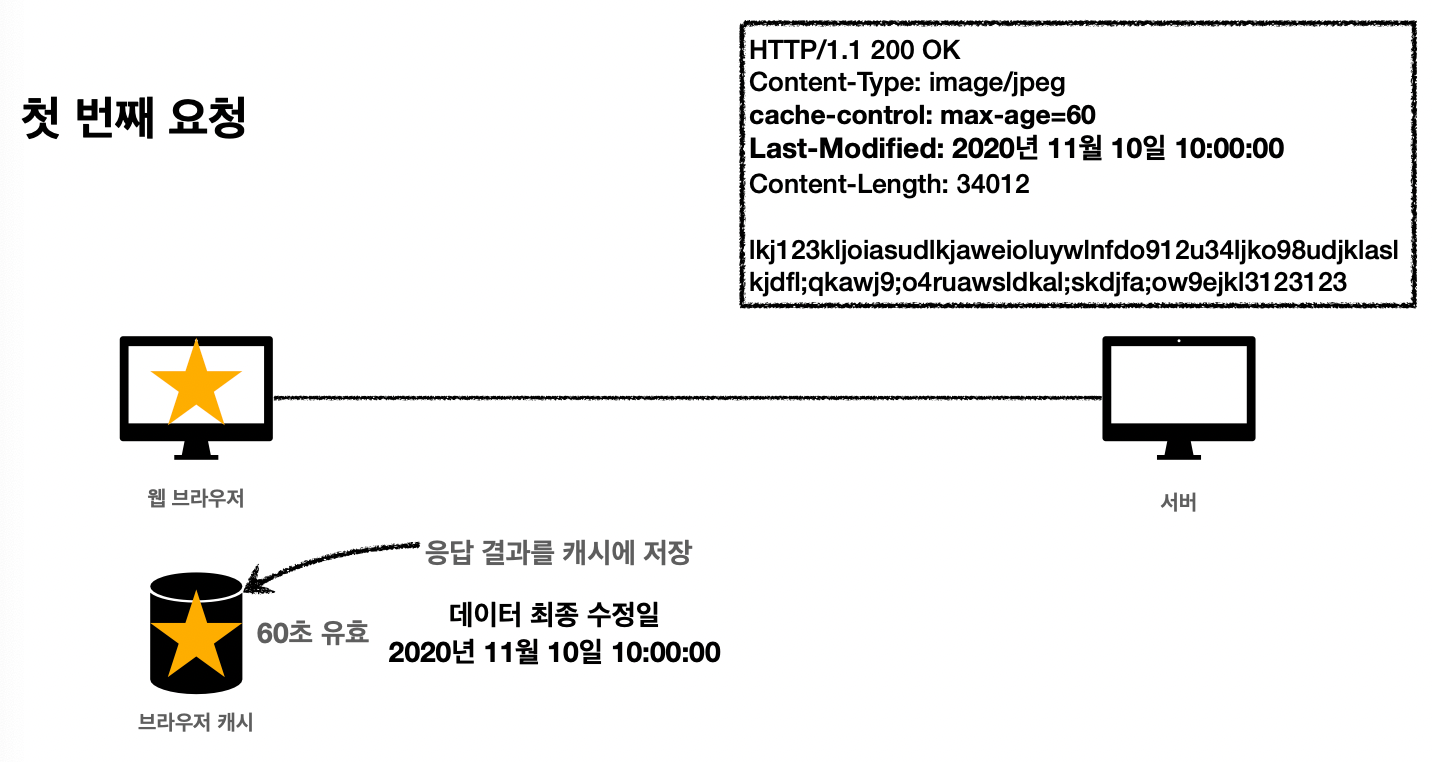 첫 번째 요청
HTTP/1.1 200 OK
Content-Type: image/jpeg
cache-control: max-age=60
Last-Modified: 2020년 11월 10일 10:00:00
Content-Length: 34012
lkj123kljoiasudlkjaweioluywlnfdo912u34ljko98udjklasl
kjdfl;qkawj9;o4ruawsldkal;skdjfa;ow9ejkl3123123
웹 브라우저
서버
응답 결과를 캐시에 저장
60초 유효
데이터 최종 수정일
2020년 11월 10일 10:00:00
브라우저 캐시